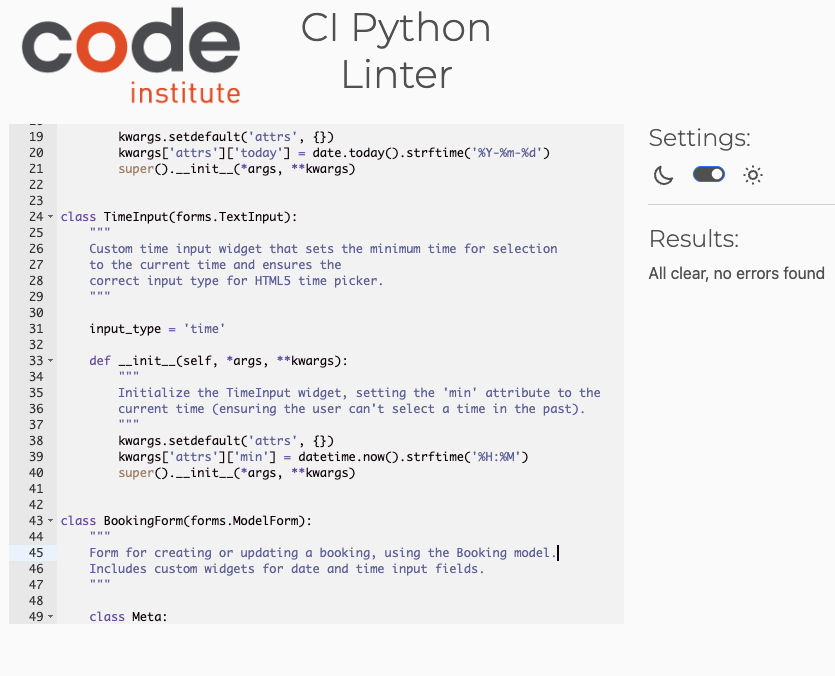 code
institute
CI Python
Linter
19 kwargs.setdefault('attrs', {})
20 kwargs['attrs']['today'] = date.today().strftime('%Y-%m-%d')
21 super().__init__(*args, **kwargs)
22
23
24 class TimeInput(forms.TextInput):
25 """
26 Custom time input widget that sets the minimum time for selection
27 to the current time and ensures the
28 correct input type for HTML5 time picker.
29 """
30
31 input_type = 'time'
32
33 def __init__(self, *args, **kwargs):
34 """
35 Initialize the TimeInput widget, setting the 'min' attribute to the
36 current time (ensuring the user can't select a time in the past).
37 """
38 kwargs.setdefault('attrs', {})
39 kwargs['attrs']['min'] = datetime.now().strftime('%H:%M')
40 super().__init__(*args, **kwargs)
41
42
43 class BookingForm(forms.ModelForm):
44 """
45 Form for creating or updating a booking, using the Booking model.
46 Includes custom widgets for date and time input fields.
47 """
48
49 class Meta:
Settings:
Results:
All clear, no errors found